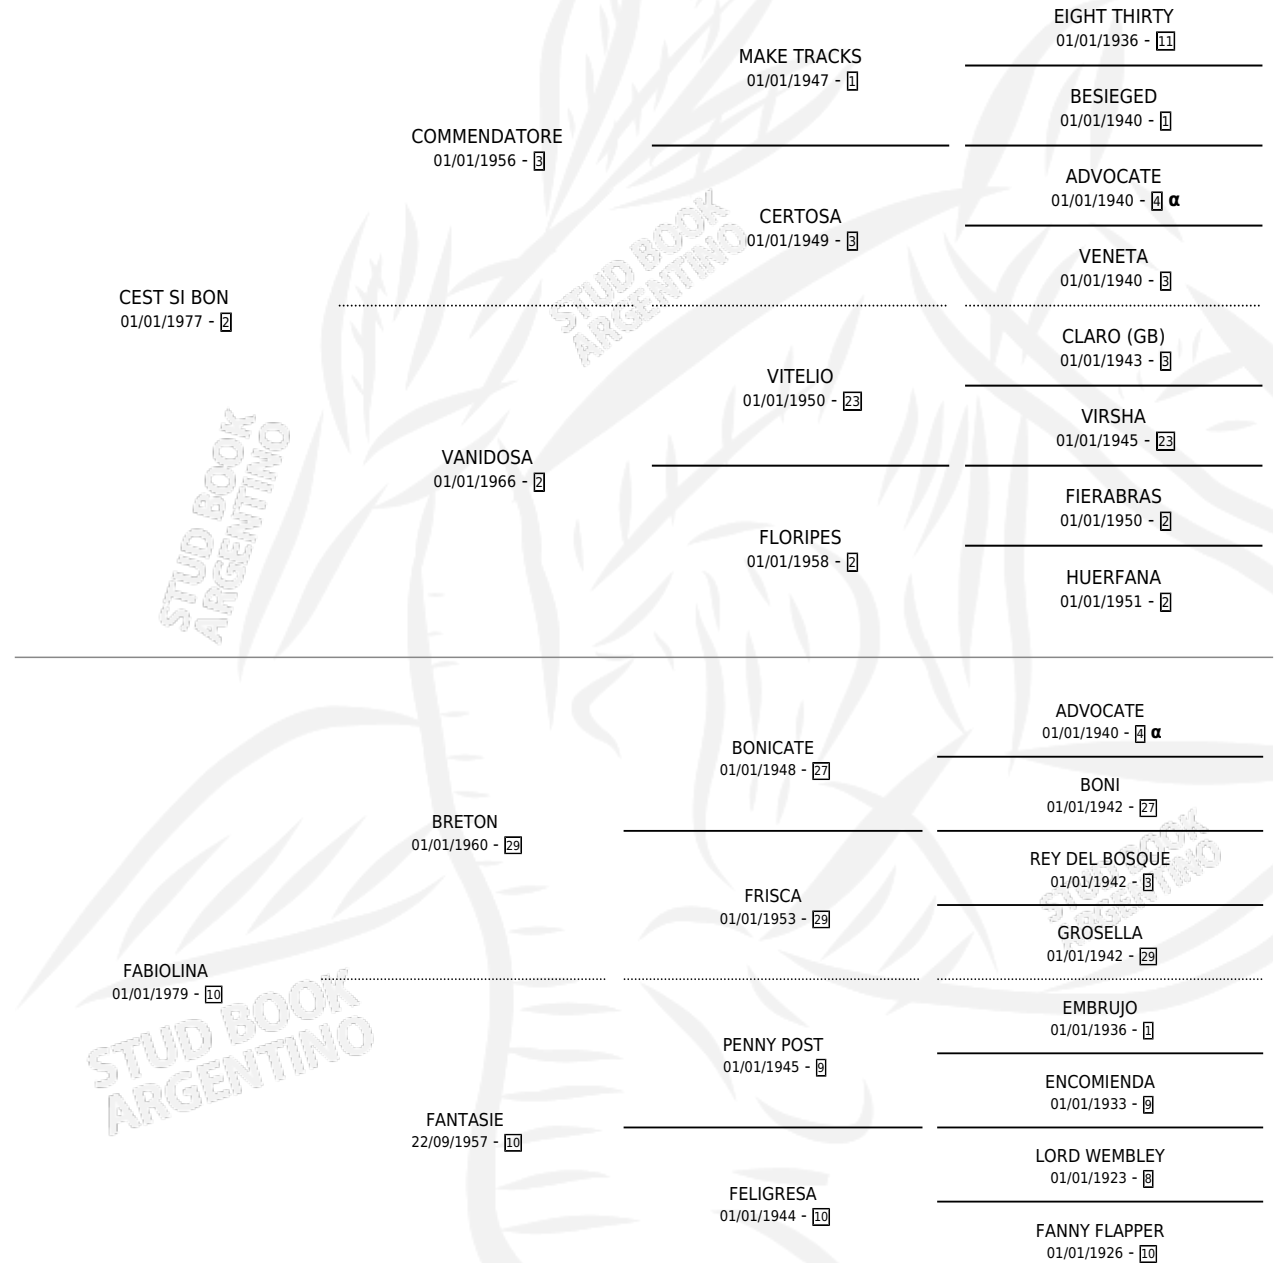 EIGHT THIRTY
01/01/1936 - 11
MAKE TRACKS
01/01/1947 - 1
BESIEGED
01/01/1940 - 1
COMMENDATORE
01/01/1956 - 3
ADVOCATE
01/01/1940 - 4 α
CERTOSA
01/01/1949 - 3
VENETA
01/01/1940 - 3
CEST SI BON
01/01/1977 - 2
CLARO (GB)
01/01/1943 - 3
VITELIO
01/01/1950 - 23
VIRSHA
01/01/1945 - 23
VANIDOSA
01/01/1966 - 2
FIERABRAS
01/01/1950 - 2
FLORIPES
01/01/1958 - 2
HUERFANA
01/01/1951 - 2
STUD BOOK
ARGENTINO
STUD BOOK
ARGENTINO
ADVOCATE
01/01/1940 - 4 α
BONICATE
01/01/1948 - 27
BONI
01/01/1942 - 27
BRETON
01/01/1960 - 29
REY DEL BOSQUE
01/01/1942 - 3
FRISCA
01/01/1953 - 29
GROSELLA
01/01/1942 - 29
FABIOLINA
01/01/1979 - 10
EMBRUJO
01/01/1936 - 1
PENNY POST
01/01/1945 - 9
ENCOMIENDA
01/01/1933 - 9
FANTASIE
22/09/1957 - 10
LORD WEMBLEY
01/01/1923 - 8
FELIGRESA
01/01/1944 - 10
FANNY FLAPPER
01/01/1926 - 10
STUD BOOK
ARGENTINO
STUD BOOK
ARGENTINO